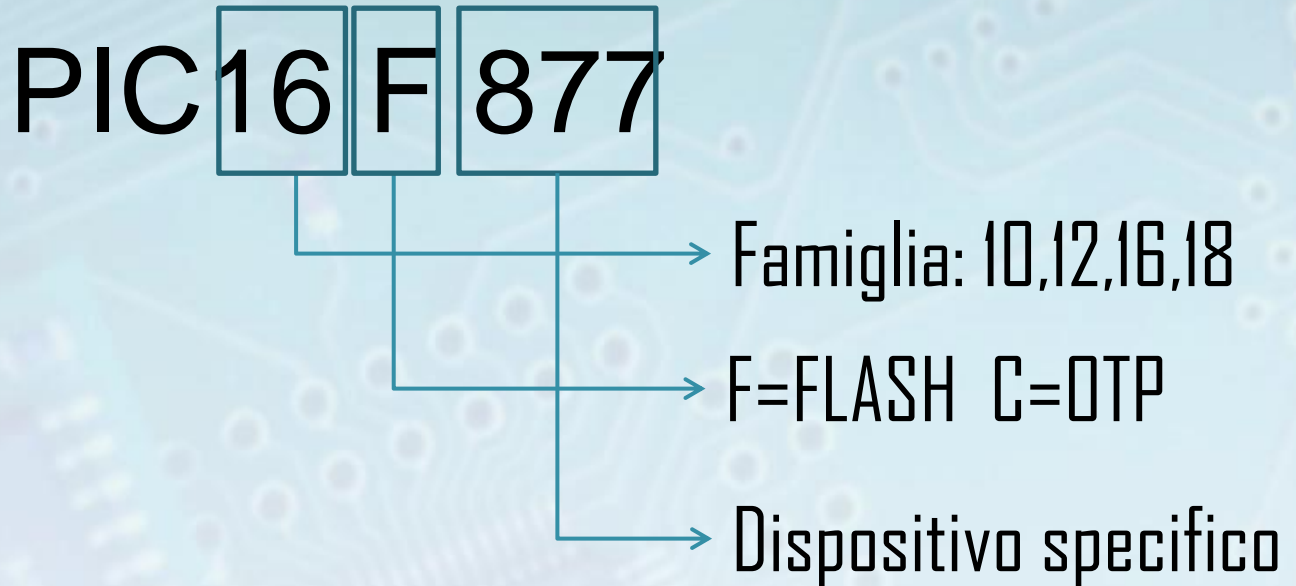 PIC16 F 877
Famiglia: 10,12,16,18
F=FLASH C=OTP
Dispositivo specifico